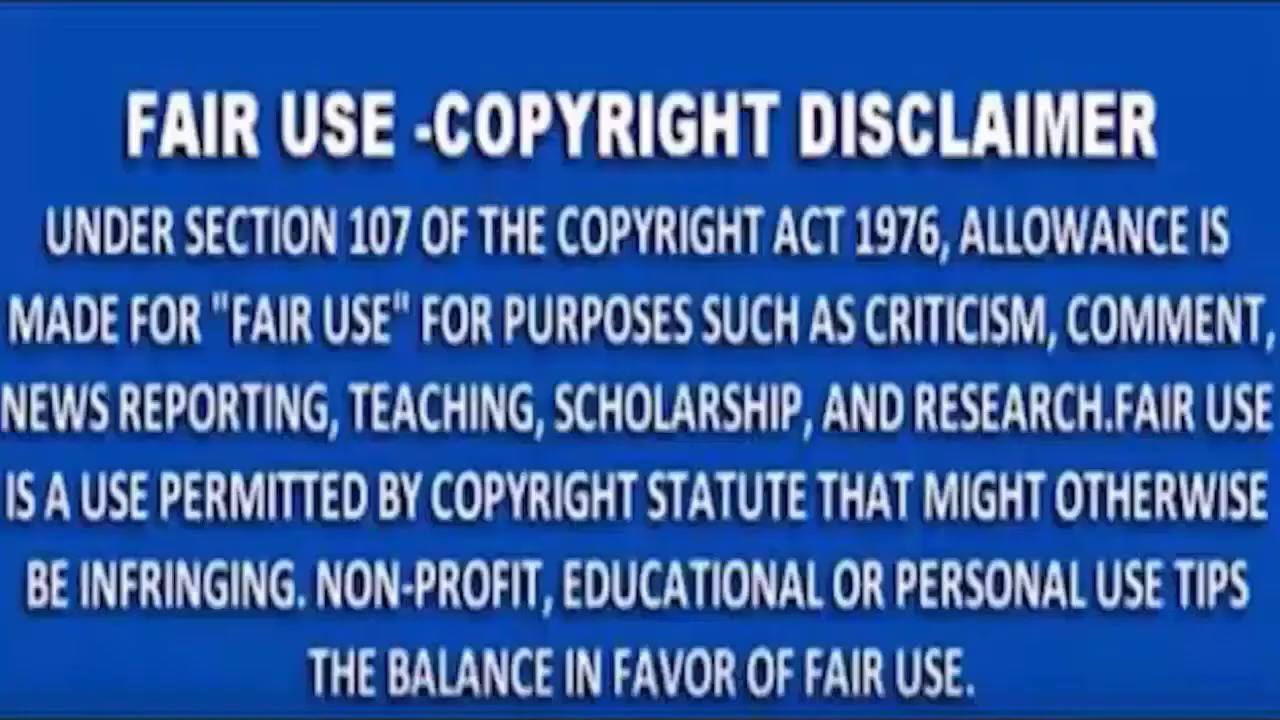 FAIR USE -COPYRIGHT DISCLAIMER
UNDER SECTION 107 OF THE COPYRIGHT ACT 1976, ALLOWANCE IS
MADE FOR "FAIR USE" FOR PURPOSES SUCH AS CRITICISM, COMMENT,
NEWS REPORTING, TEACHING, SCHOLARSHIP, AND RESEARCH.FAIR USE
IS A USE PERMITTED BY COPYRIGHT STATUTE THAT MIGHT OTHERWISE
BE INFRINGING. NON-PROFIT, EDUCATIONAL OR PERSONAL USE TIPS
THE BALANCE IN FAVOR OF FAIR USE.